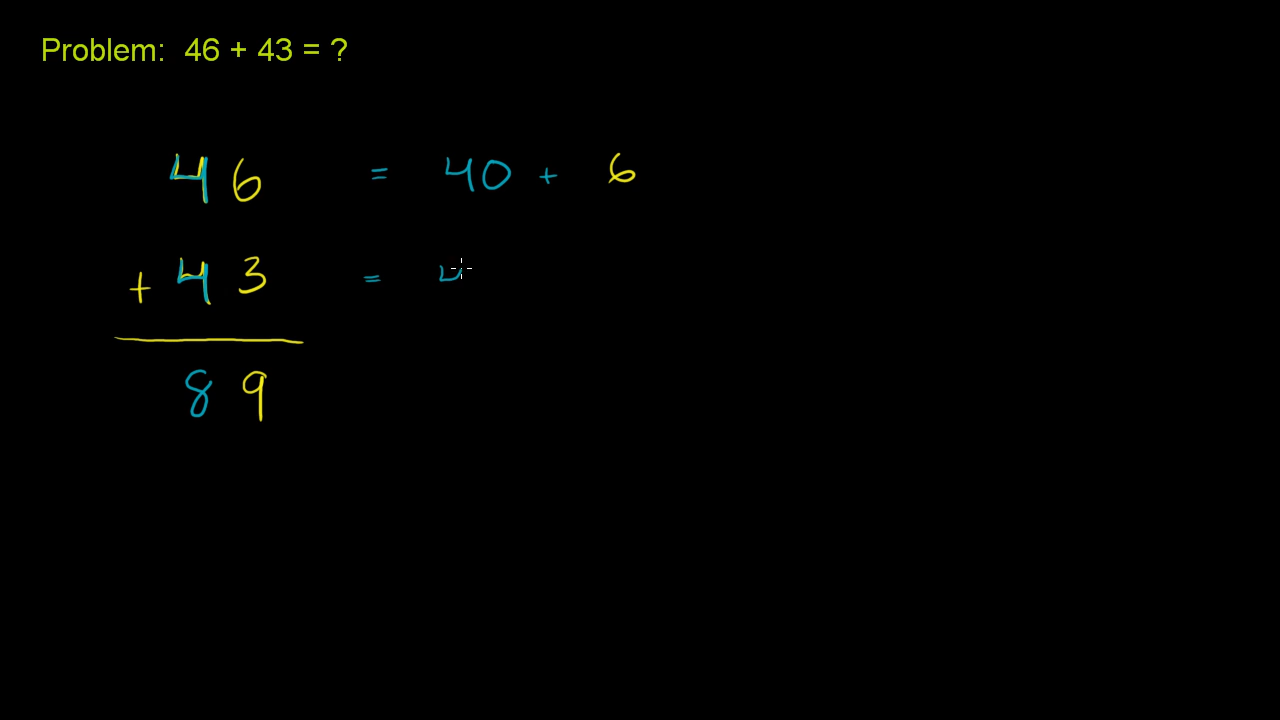 Problem: 46 + 43 = ?
46 = 40 + 6
+ 43 =
89